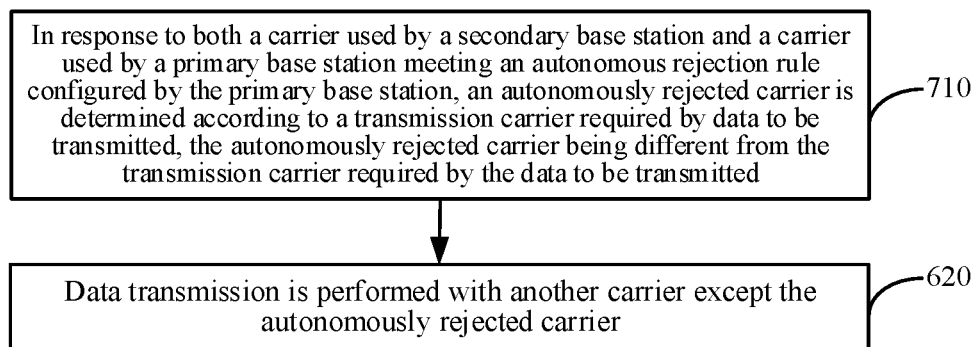 In response to both a carrier used by a secondary base station and a carrier
used by a primary base station meeting an autonomous rejection rule
configured by the primary base station, an autonomously rejected carrier is
determined according to a transmission carrier required by data to be
transmitted, the autonomously rejected carrier being different from the
transmission carrier required by the data to be transmitted
710
Data transmission is performed with another carrier except the
autonomously rejected carrier
620